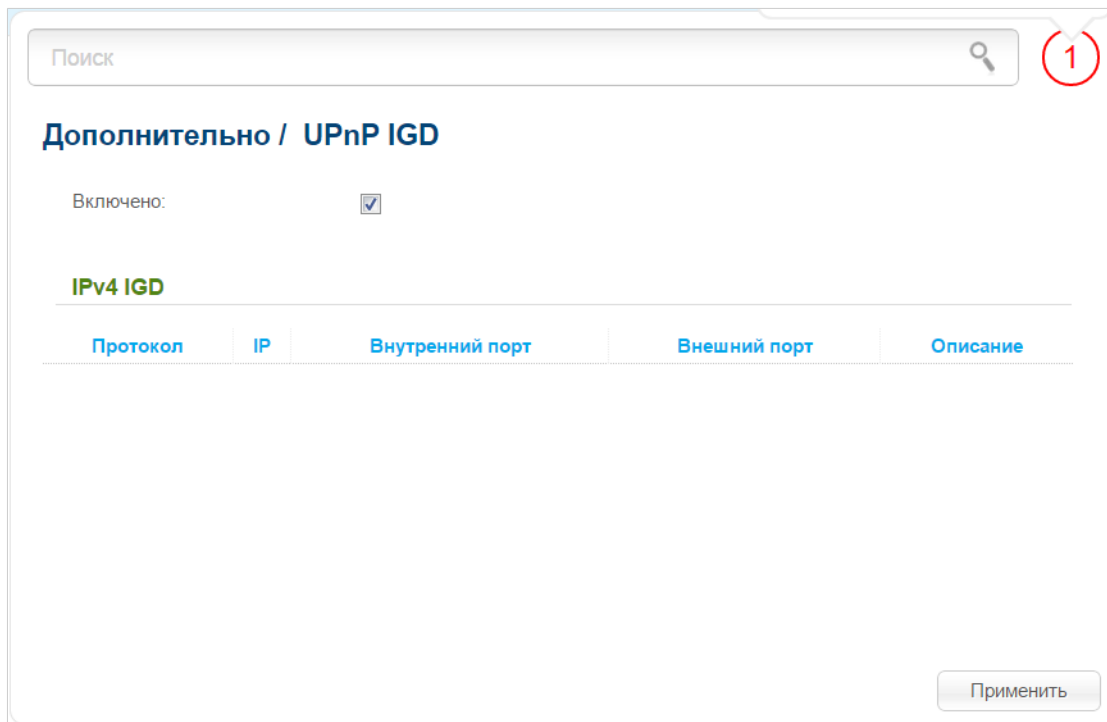 Поиск
1
Дополнительно / UPnP IGD
Включено:
IPv4 IGD
Протокол IP Внутренний порт Внешний порт Описание
Применить